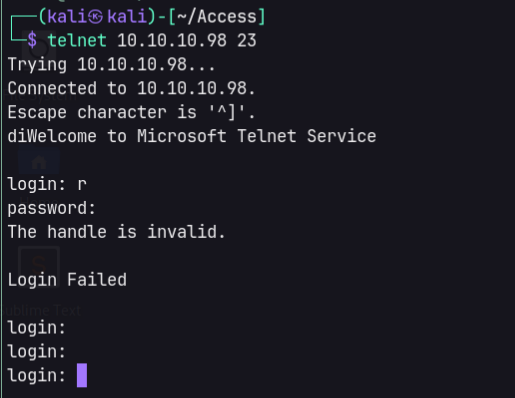 (kali㉿kali)-[~/Access]
$ telnet 10.10.10.98 23
Trying 10.10.10.98...
Connected to 10.10.10.98.
Escape character is '^]'.
diWelcome to Microsoft Telnet Service
login: r
password:
The handle is invalid.
Login Failed
Sublime Text
login:
login:
login: